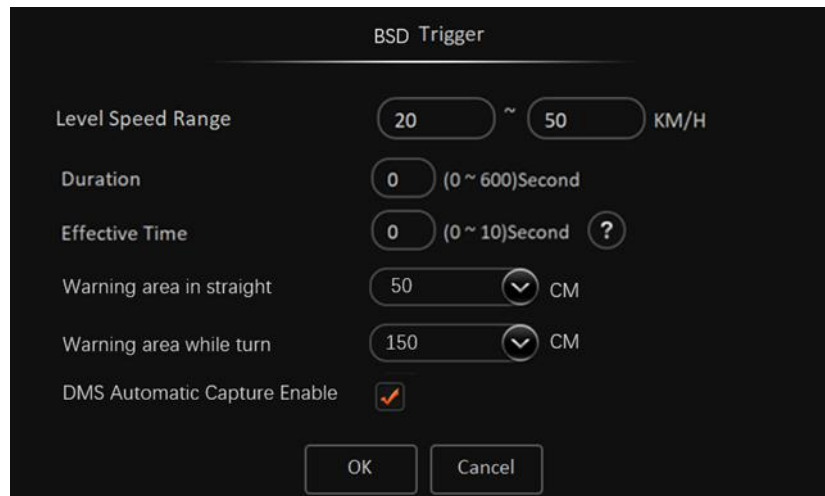 BSD Trigger
Level Speed Range 20 ~ 50 KM/H
Duration 0 (0 ~ 600)Second
Effective Time 0 (0 ~ 10)Second ?
Warning area in straight 50 CM
Warning area while turn 150 CM
DMS Automatic Capture Enable
OK Cancel